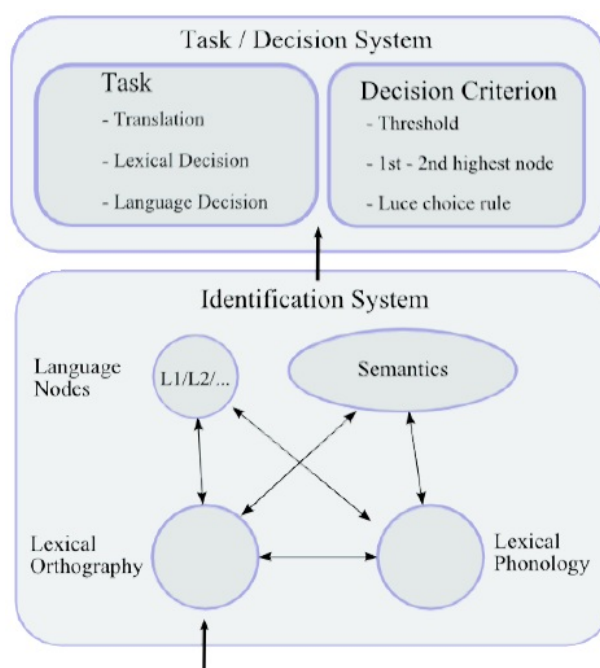 Task / Decision System
Task
- Translation
- Lexical Decision
- Language Decision
Decision Criterion
- Threshold
- 1st - 2nd highest node
- Luce choice rule
Identification System
Language
Nodes
L1/L2/...
Semantics
Lexical
Orthography
Lexical
Phonology